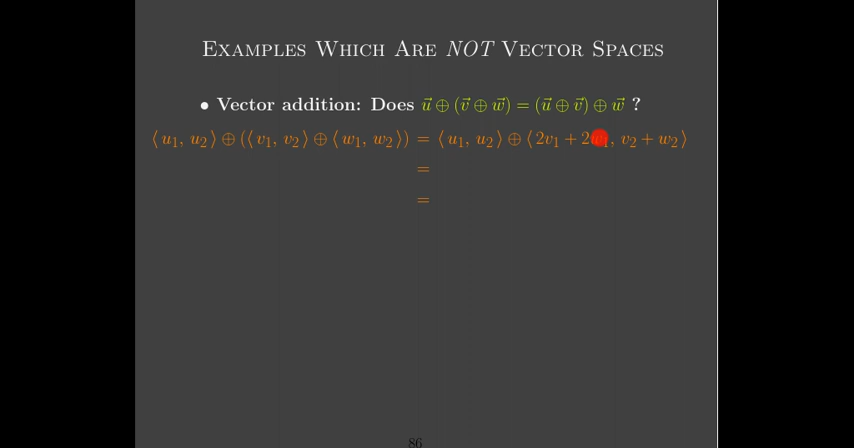 Examples Which Are NOT Vector Spaces
• Vector addition: Does u⃗ ⊕ (v⃗ ⊕ w⃗) = (u⃗ ⊕ v⃗) ⊕ w⃗ ?
⟨u₁, u₂⟩ ⊕ (⟨v₁, v₂⟩ ⊕ ⟨w₁, w₂⟩) = ⟨u₁, u₂⟩ ⊕ ⟨2v₁ + 2w₁, v₂ + w₂⟩
=
=
86